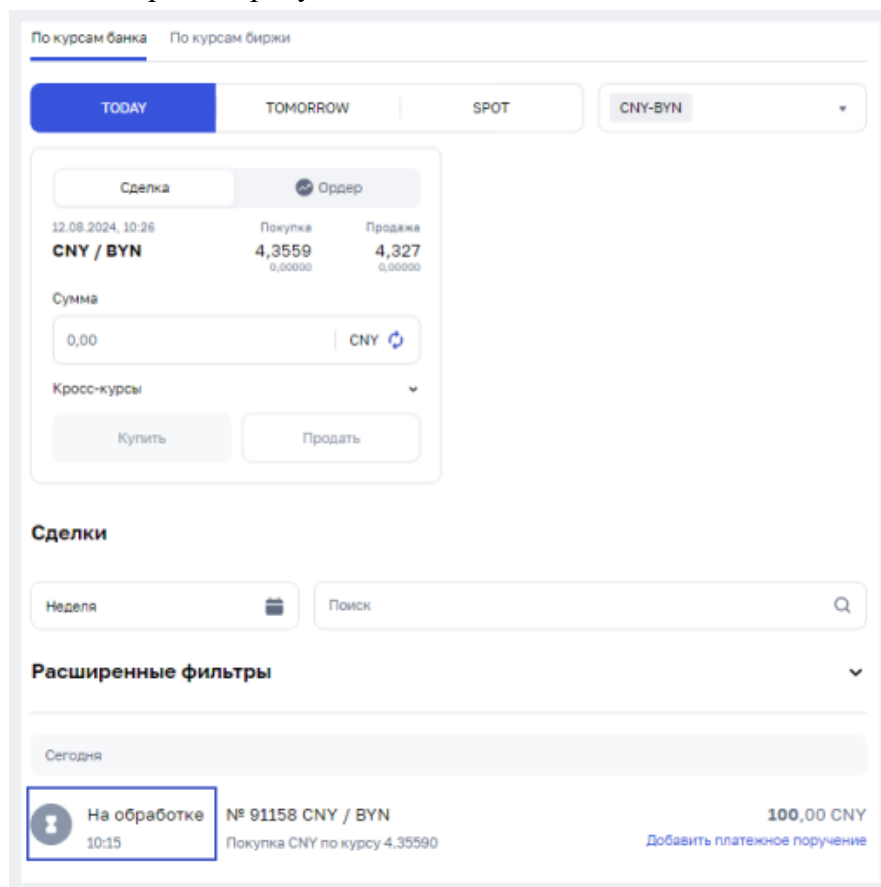 По курсам банка По курсам биржи
TODAY TOMORROW SPOT CNY-BYN
Сделка Ордер
12.08.2024, 10:26 Покупка Продажа
CNY / BYN 4,3559 4,327
0,00000 0,00000
Сумма
0,00 CNY
Кросс-курсы
Купить Продать
Сделки
Неделя Поиск
Расширенные фильтры
Сегодня
На обработке № 91158 CNY / BYN 100,00 CNY
10:15 Покупка CNY по курсу 4.35590 Добавить платежное поручение